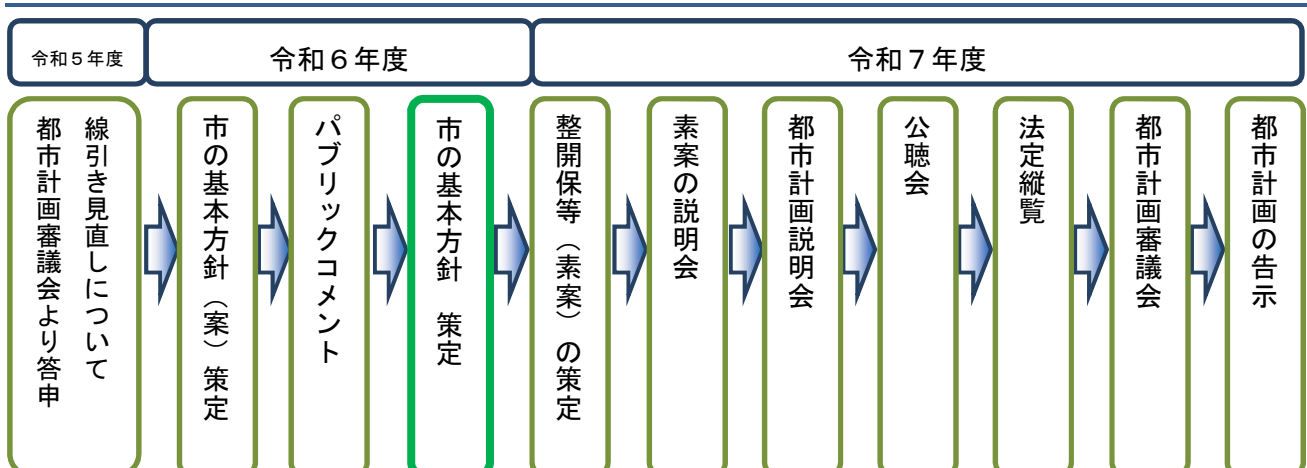 令和５年度
令和６年度
令和７年度
線引き見直しについて
都市計画審議会より答申
市の基本方針（案）策定
パブリックコメント
市の基本方針　策定
整開保等（素案）の策定
素案の説明会
都市計画説明会
公聴会
法定縦覧
都市計画審議会
都市計画の告示